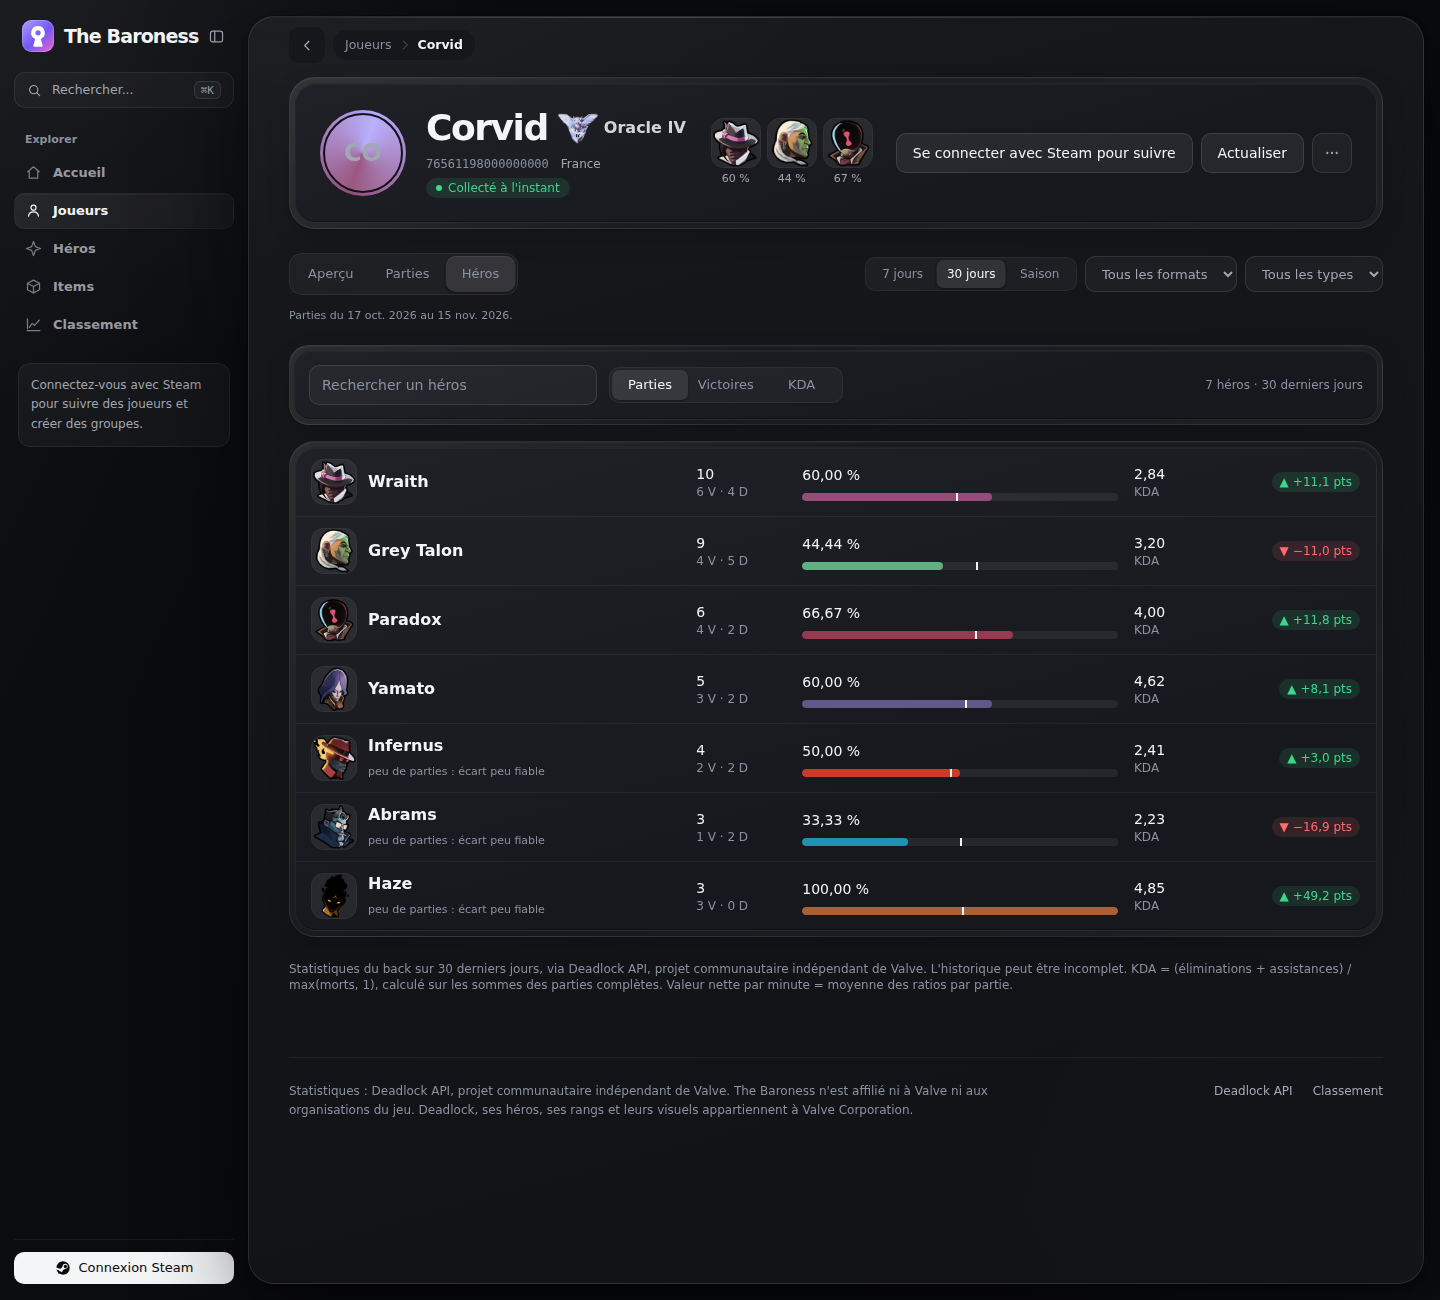 The Baroness
Rechercher...
⌘K
Explorer
Accueil
Joueurs
Héros
Items
Classement
Connectez-vous avec Steam
pour suivre des joueurs et
créer des groupes.
Connexion Steam
Joueurs
Corvid
CO
Corvid
Oracle IV
76561198000000000 France
Collecté à l'instant
60 % 44 % 67 %
Se connecter avec Steam pour suivre
Actualiser
···
Aperçu Parties Héros
7 jours 30 jours Saison
Tous les formats
Tous les types
Parties du 17 oct. 2026 au 15 nov. 2026.
Rechercher un héros
Parties Victoires KDA
7 héros · 30 derniers jours
Wraith
10
6 V · 4 D
60,00 %
2,84
KDA
▲ +11,1 pts
Grey Talon
9
4 V · 5 D
44,44 %
3,20
KDA
▼ −11,0 pts
Paradox
6
4 V · 2 D
66,67 %
4,00
KDA
▲ +11,8 pts
Yamato
5
3 V · 2 D
60,00 %
4,62
KDA
▲ +8,1 pts
Infernus
peu de parties : écart peu fiable
4
2 V · 2 D
50,00 %
2,41
KDA
▲ +3,0 pts
Abrams
peu de parties : écart peu fiable
3
1 V · 2 D
33,33 %
2,23
KDA
▼ −16,9 pts
Haze
peu de parties : écart peu fiable
3
3 V · 0 D
100,00 %
4,85
KDA
▲ +49,2 pts
Statistiques du back sur 30 derniers jours, via Deadlock API, projet communautaire indépendant de Valve. L'historique peut être incomplet. KDA = (éliminations + assistances) /
max(morts, 1), calculé sur les sommes des parties complètes. Valeur nette par minute = moyenne des ratios par partie.
Statistiques : Deadlock API, projet communautaire indépendant de Valve. The Baroness n'est affilié ni à Valve ni aux
organisations du jeu. Deadlock, ses héros, ses rangs et leurs visuels appartiennent à Valve Corporation.
Deadlock API Classement